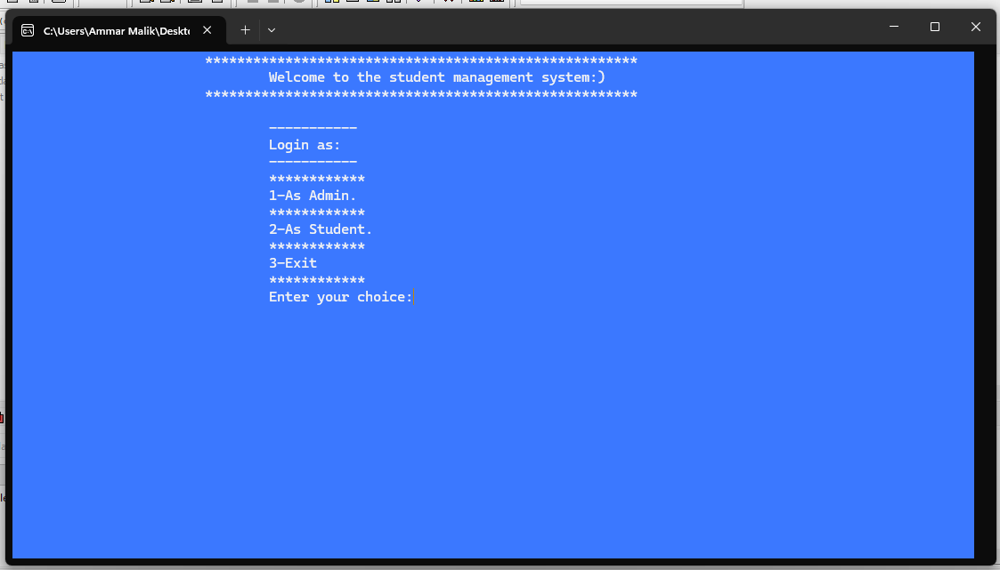 C:\Users\Ammar Malik\Deskt
******************************************************
Welcome to the student management system:)
******************************************************
-----------
Login as:
-----------
************
1-As Admin.
************
2-As Student.
************
3-Exit
************
Enter your choice: